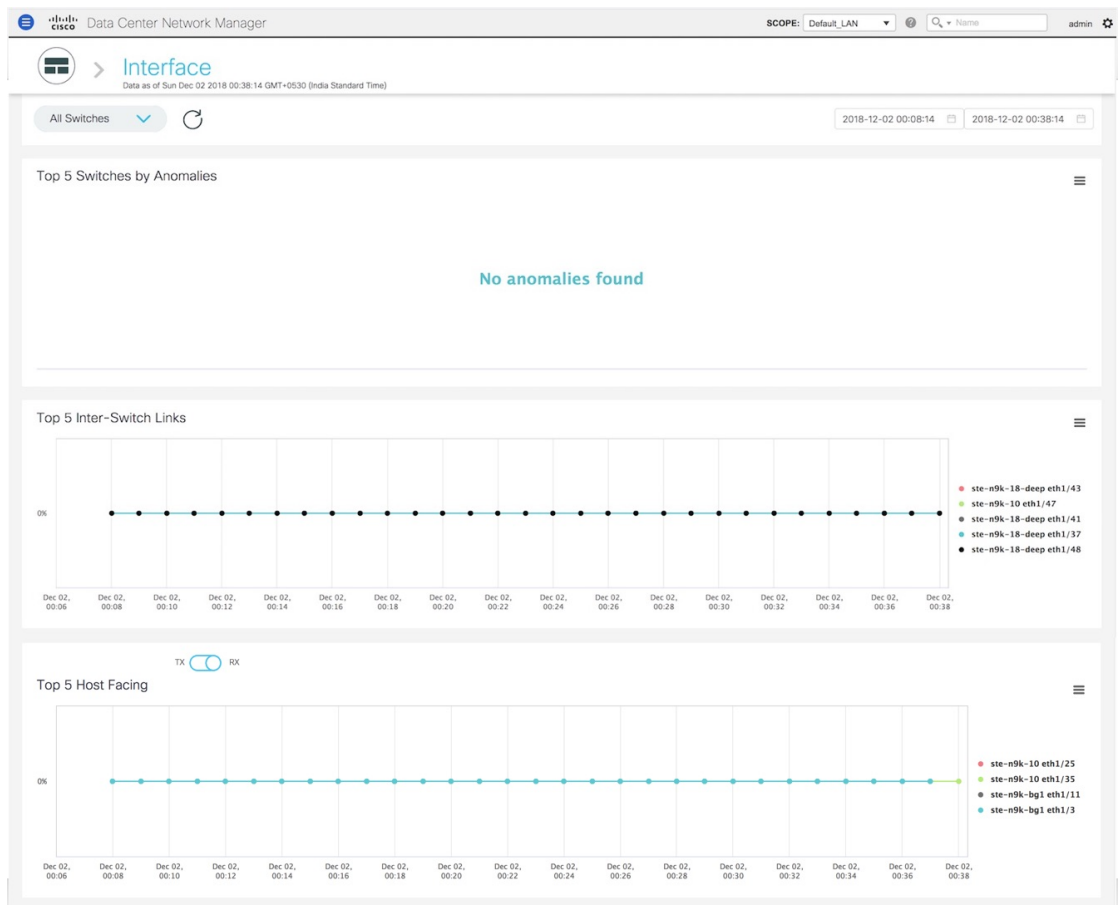 cisco Data Center Network Manager SCOPE: Default_LAN Name admin
Interface
Data as of Sun Dec 02 2018 00:38:14 GMT+0530 (India Standard Time)
All Switches 2018-12-02 00:08:14 2018-12-02 00:38:14
Top 5 Switches by Anomalies
No anomalies found
Top 5 Inter-Switch Links
0%
ste-n9k-18-deep eth1/43
ste-n9k-10 eth1/47
ste-n9k-18-deep eth1/41
ste-n9k-18-deep eth1/37
ste-n9k-18-deep eth1/48
Dec 02, Dec 02, Dec 02, Dec 02, Dec 02, Dec 02, Dec 02, Dec 02, Dec 02, Dec 02, Dec 02, Dec 02, Dec 02, Dec 02, Dec 02, Dec 02, Dec 02,
00:06 00:08 00:10 00:12 00:14 00:16 00:18 00:20 00:22 00:24 00:26 00:28 00:30 00:32 00:34 00:36 00:38
TX RX
Top 5 Host Facing
0%
ste-n9k-10 eth1/25
ste-n9k-10 eth1/35
ste-n9k-bg1 eth1/11
ste-n9k-bg1 eth1/3
Dec 02, Dec 02, Dec 02, Dec 02, Dec 02, Dec 02, Dec 02, Dec 02, Dec 02, Dec 02, Dec 02, Dec 02, Dec 02, Dec 02, Dec 02, Dec 02, Dec 02,
00:06 00:08 00:10 00:12 00:14 00:16 00:18 00:20 00:22 00:24 00:26 00:28 00:30 00:32 00:34 00:36 00:38